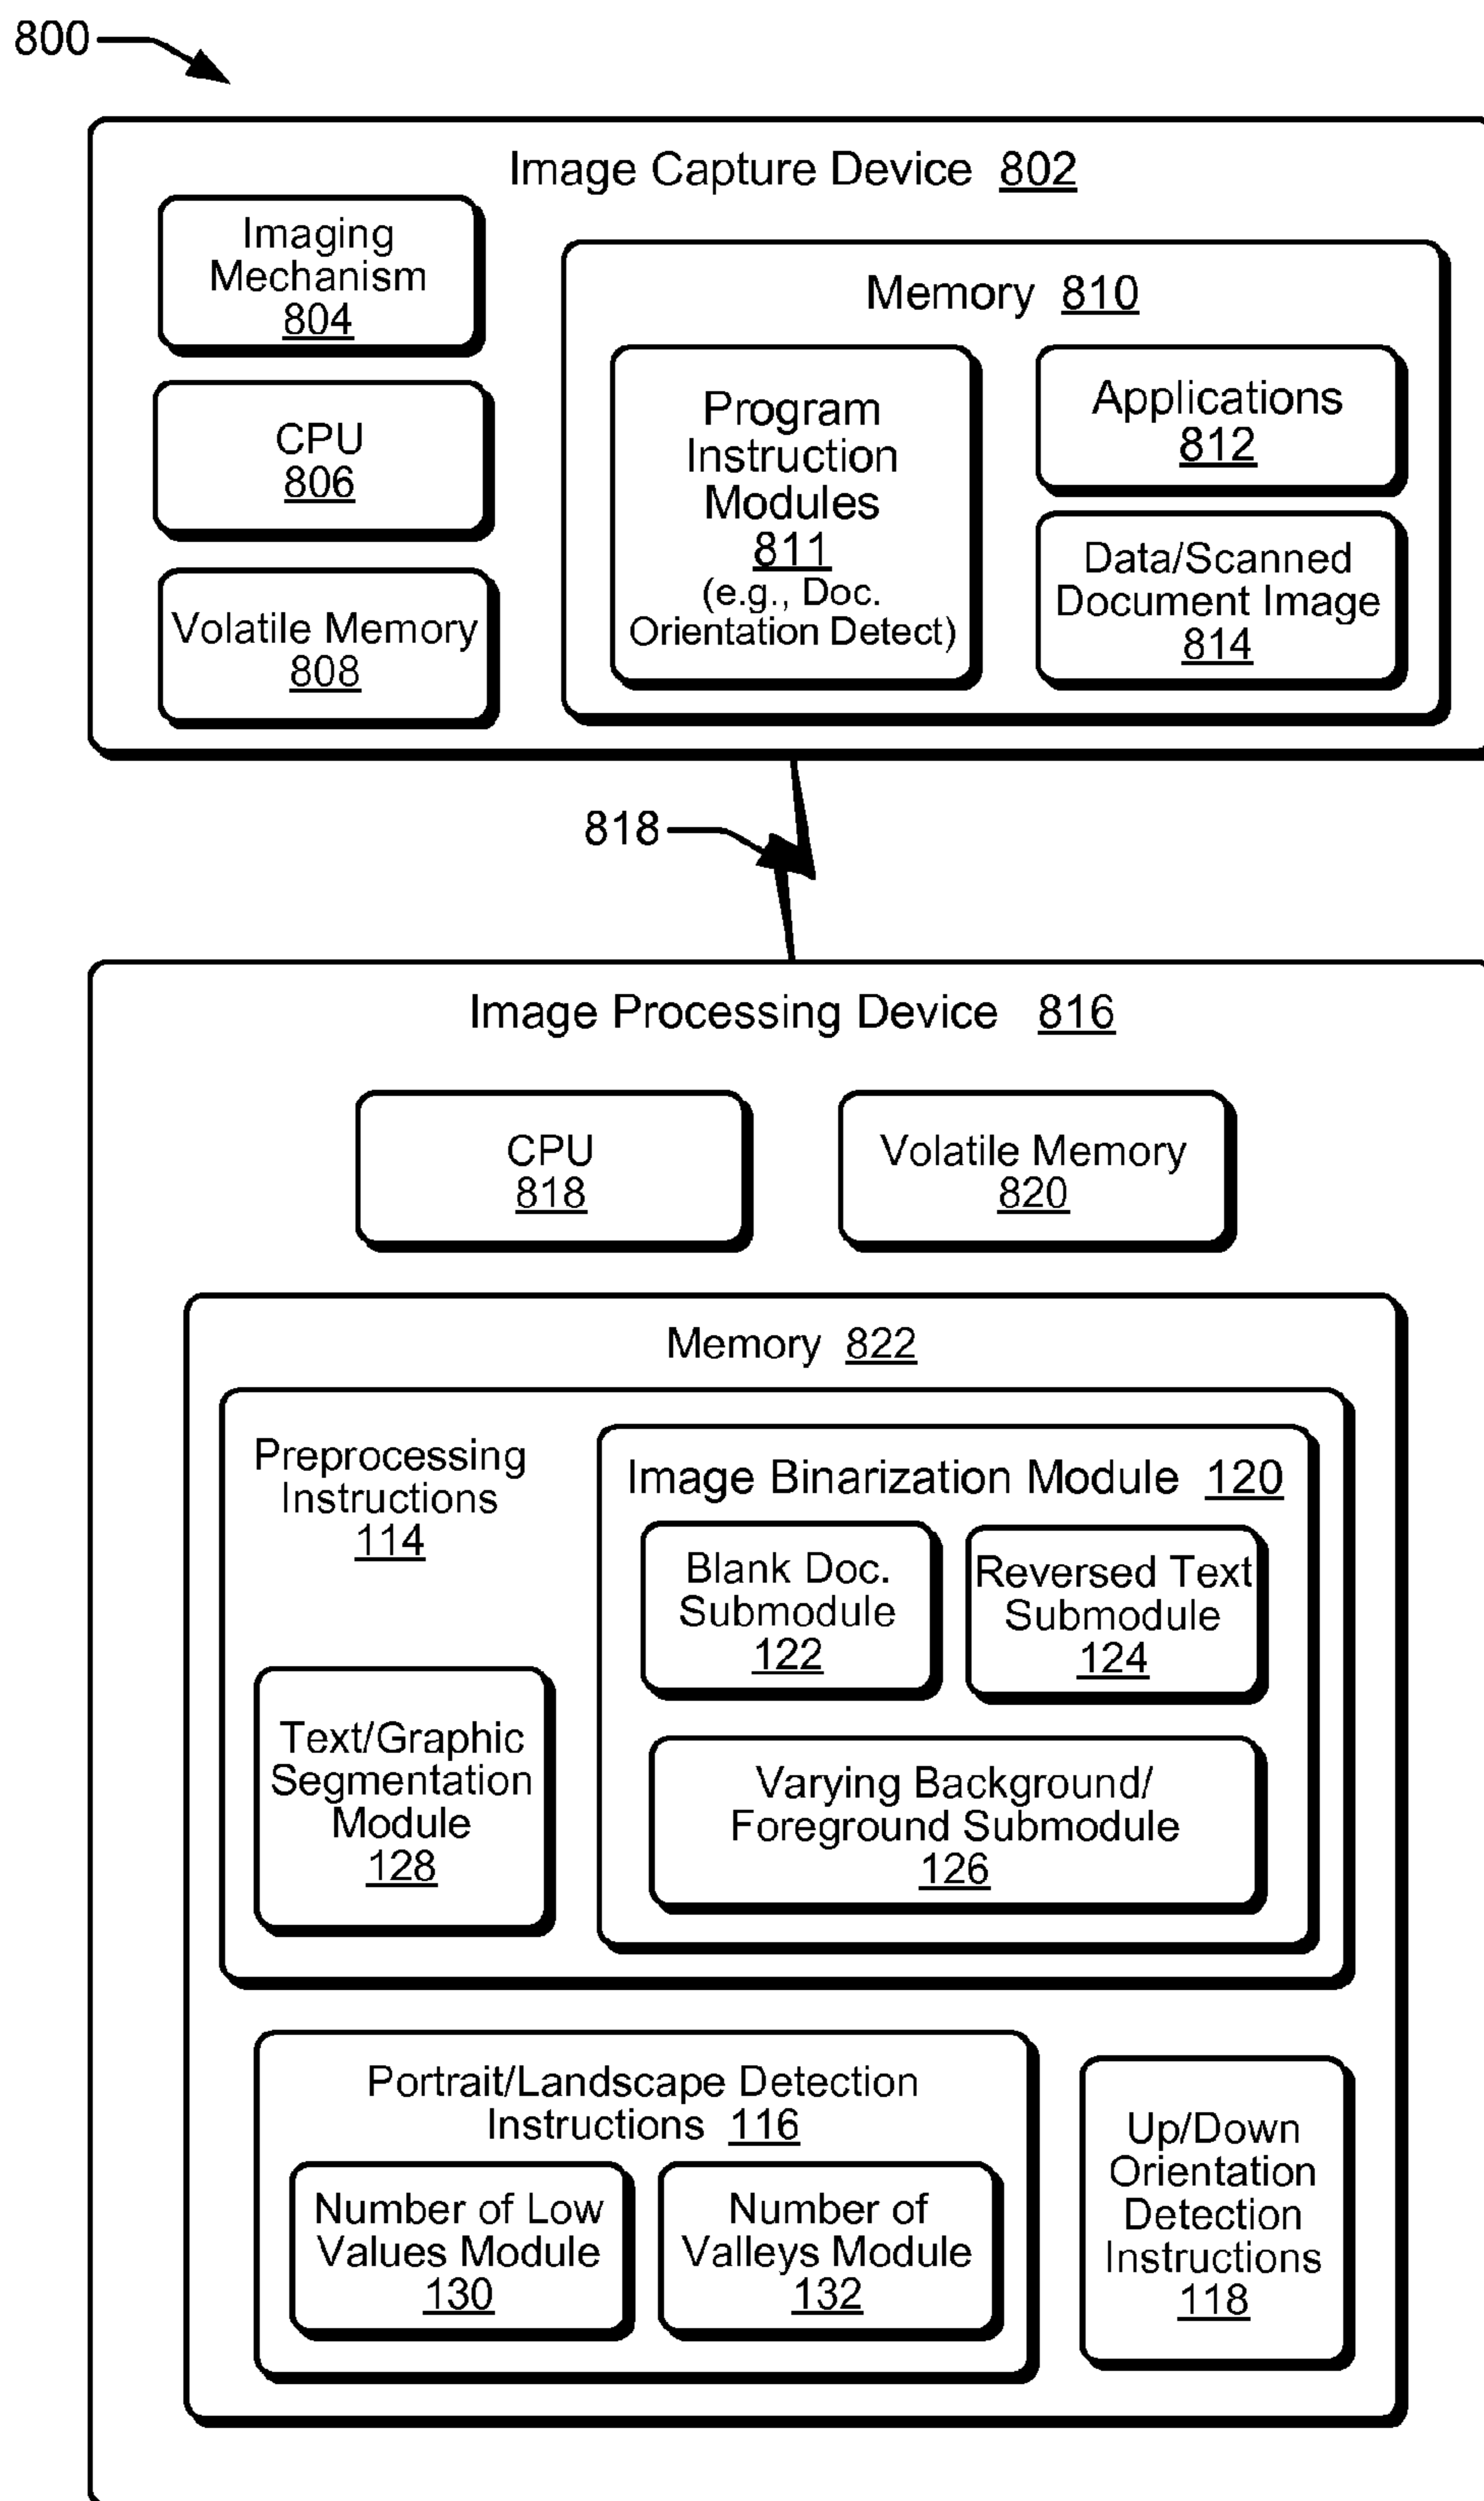 800
Image Capture Device 802
Imaging
Mechanism
804
CPU
806
Volatile Memory
808
Memory 810
Program
Instruction
Modules
811
(e.g., Doc.
Orientation Detect)
Applications
812
Data/Scanned
Document Image
814
818
Image Processing Device 816
CPU
818
Volatile Memory
820
Memory 822
Preprocessing
Instructions
114
Text/Graphic
Segmentation
Module
128
Image Binarization Module 120
Blank Doc.
Submodule
122
Reversed Text
Submodule
124
Varying Background/
Foreground Submodule
126
Portrait/Landscape Detection
Instructions 116
Number of Low
Values Module
130
Number of
Valleys Module
132
Up/Down
Orientation
Detection
Instructions
118